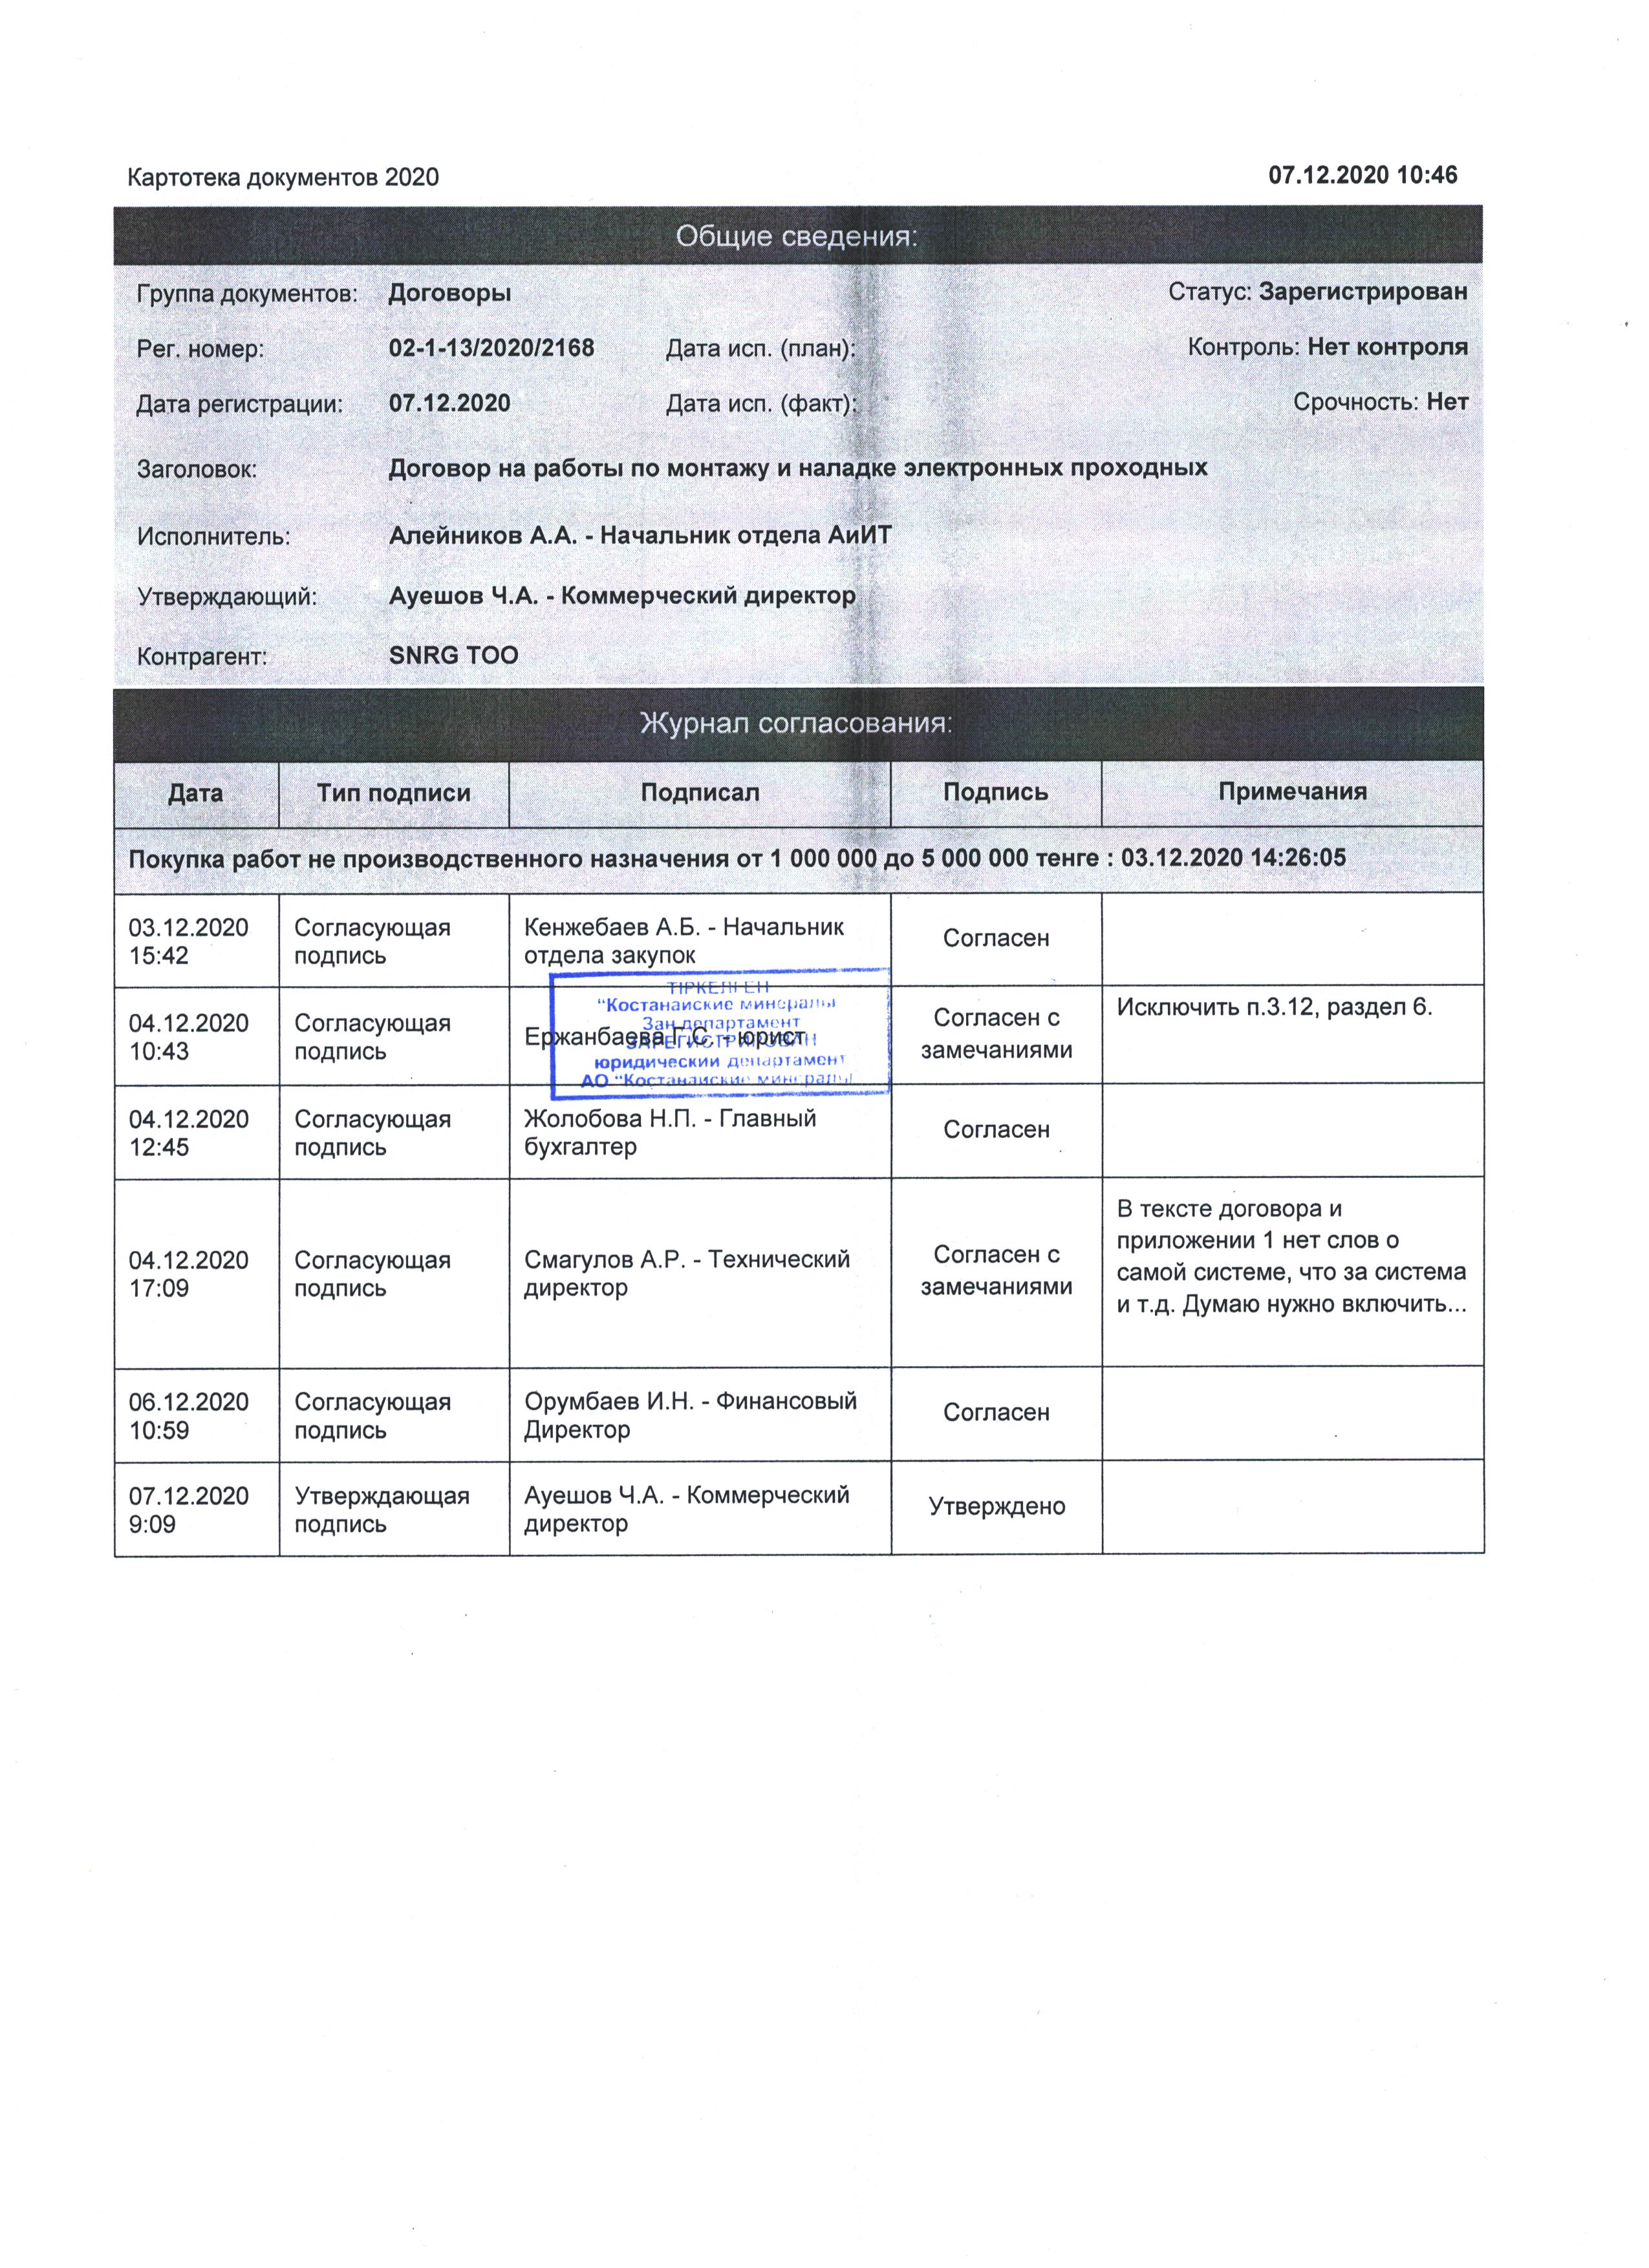 Картотека документов 2020
07.12.2020 10:46
Общие сведения:
Группа документов: Договоры
Статус: Зарегистрирован
Рег. номер: 02-1-13/2020/2168 Дата исп. (план):
Контроль: Нет контроля
Дата регистрации: 07.12.2020 Дата исп. (факт):
Срочность: Нет
Заголовок: Договор на работы по монтажу и наладке электронных проходных
Исполнитель: Алейников А.А. - Начальник отдела АиИТ
Утверждающий: Ауешов Ч.А. - Коммерческий директор
Контрагент: SNRG ТОО
Журнал согласования:
Дата Тип подписи Подписал Подпись Примечания
Покупка работ не производственного назначения от 1 000 000 до 5 000 000 тенге : 03.12.2020 14:26:05
03.12.2020
15:42
Согласующая
подпись
Кенжебаев А.Б. - Начальник
отдела закупок
Согласен
04.12.2020
10:43
Согласующая
подпись
Ержанбаева Г.С. - юрист
ТІРКЕЛГЕН
"Костанайские минералы
Зан департамент
ЗАРЕГИСТРИРОВАН
юридический департамент
АО "Костанайские минералы
Согласен с
замечаниями
Исключить п.3.12, раздел 6.
04.12.2020
12:45
Согласующая
подпись
Жолобова Н.П. - Главный
бухгалтер
Согласен
04.12.2020
17:09
Согласующая
подпись
Смагулов А.Р. - Технический
директор
Согласен с
замечаниями
В тексте договора и
приложении 1 нет слов о
самой системе, что за система
и т.д. Думаю нужно включить...
06.12.2020
10:59
Согласующая
подпись
Орумбаев И.Н. - Финансовый
Директор
Согласен
07.12.2020
9:09
Утверждающая
подпись
Ауешов Ч.А. - Коммерческий
директор
Утверждено